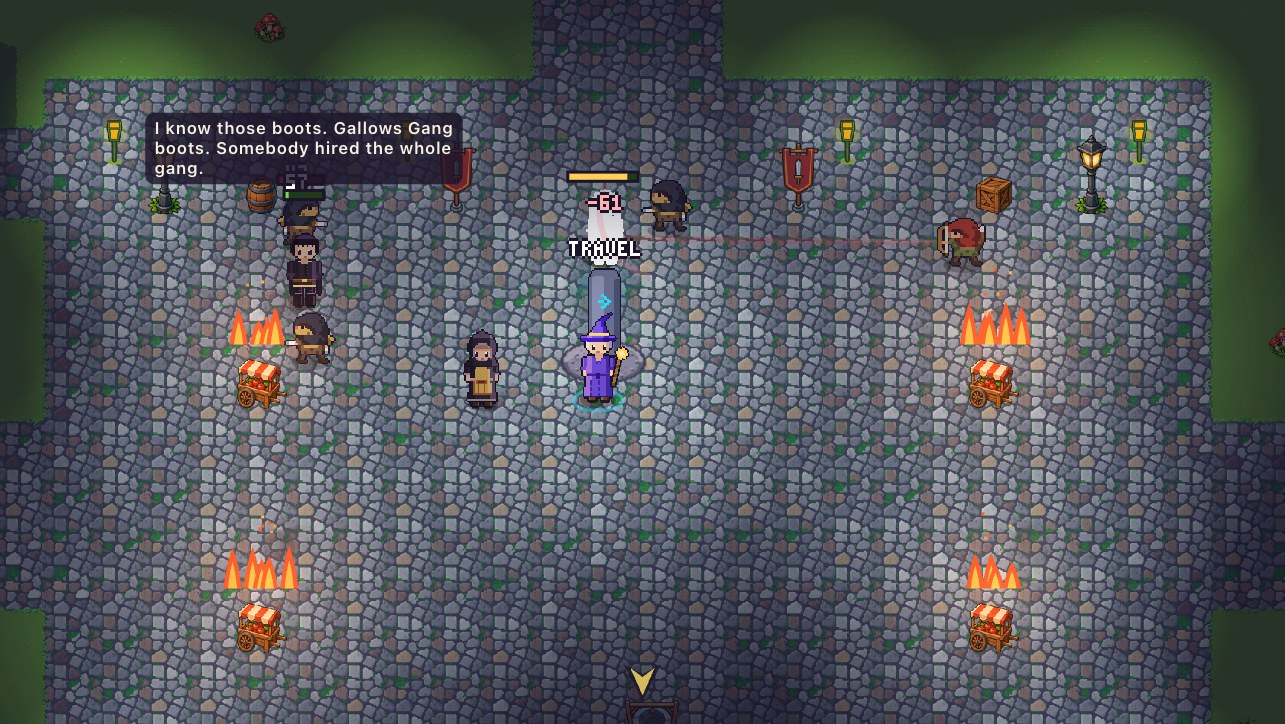 I know those boots. Gallows Gang
boots. Somebody hired the whole
gang.
-61
TRAVEL